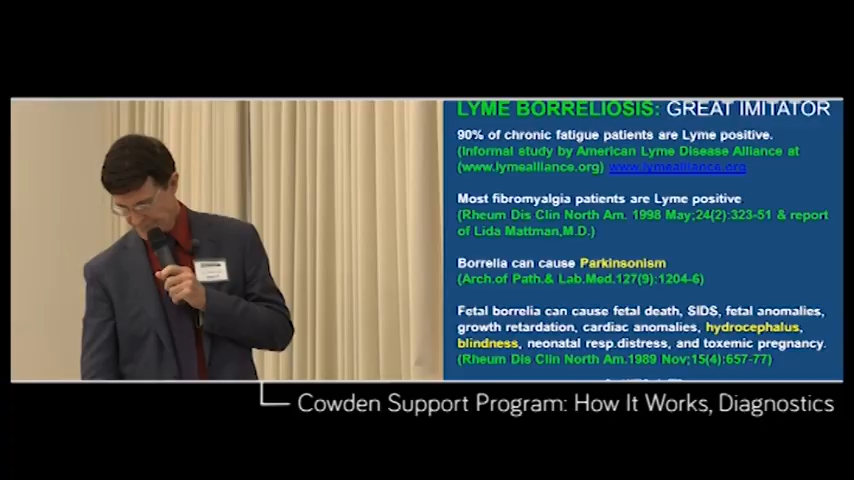 LYME BORRELIOSIS: GREAT IMITATOR
90% of chronic fatigue patients are Lyme positive.
(Informal study by American Lyme Disease Alliance at
(www.lymealliance.org) www.lymealliance.org
Most fibromyalgia patients are Lyme positive
(Rheum Dis Clin North Am. 1998 May;24(2):323-51 & report
of Lida Mattman,M.D.)
Borrelia can cause Parkinsonism
(Arch.of Path.& Lab.Med.127(9):1204-6)
Fetal borrelia can cause fetal death, SIDS, fetal anomalies,
growth retardation, cardiac anomalies, hydrocephalus,
blindness, neonatal resp.distress, and toxemic pregnancy.
(Rheum Dis Clin North Am.1989 Nov;15(4):657-77)
Cowden Support Program: How It Works, Diagnostics